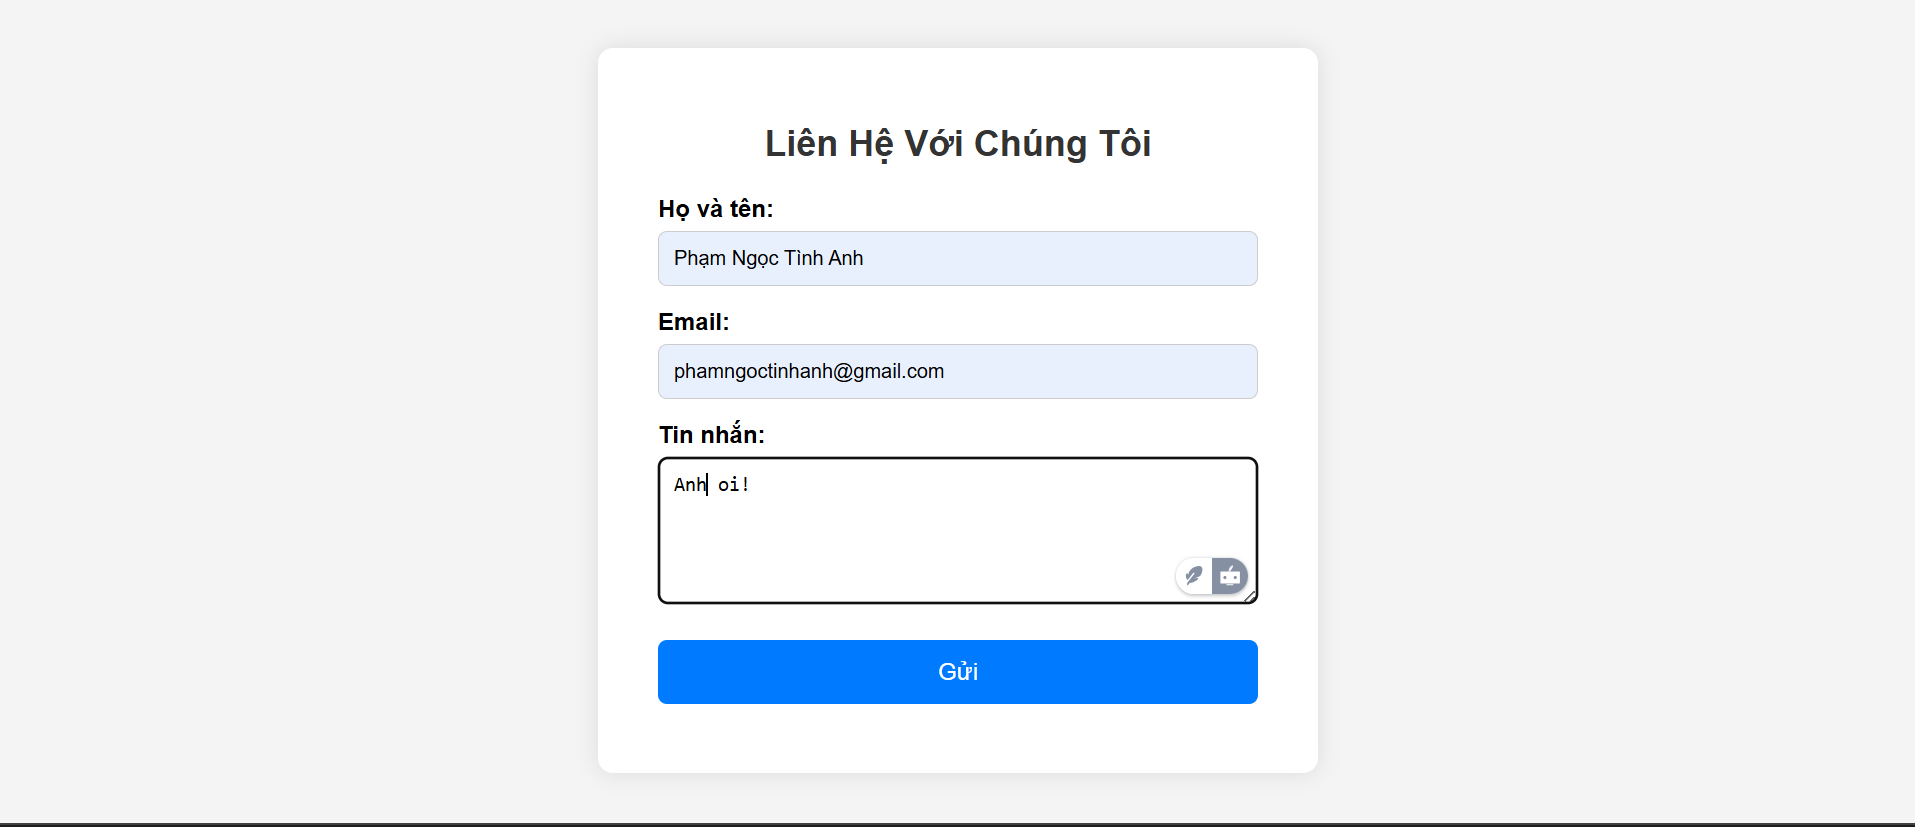 Liên Hệ Với Chúng Tôi
Họ và tên:
Phạm Ngọc Tình Anh
Email:
phamngoctinhanh@gmail.com
Tin nhắn:
Anh oi!
Gửi